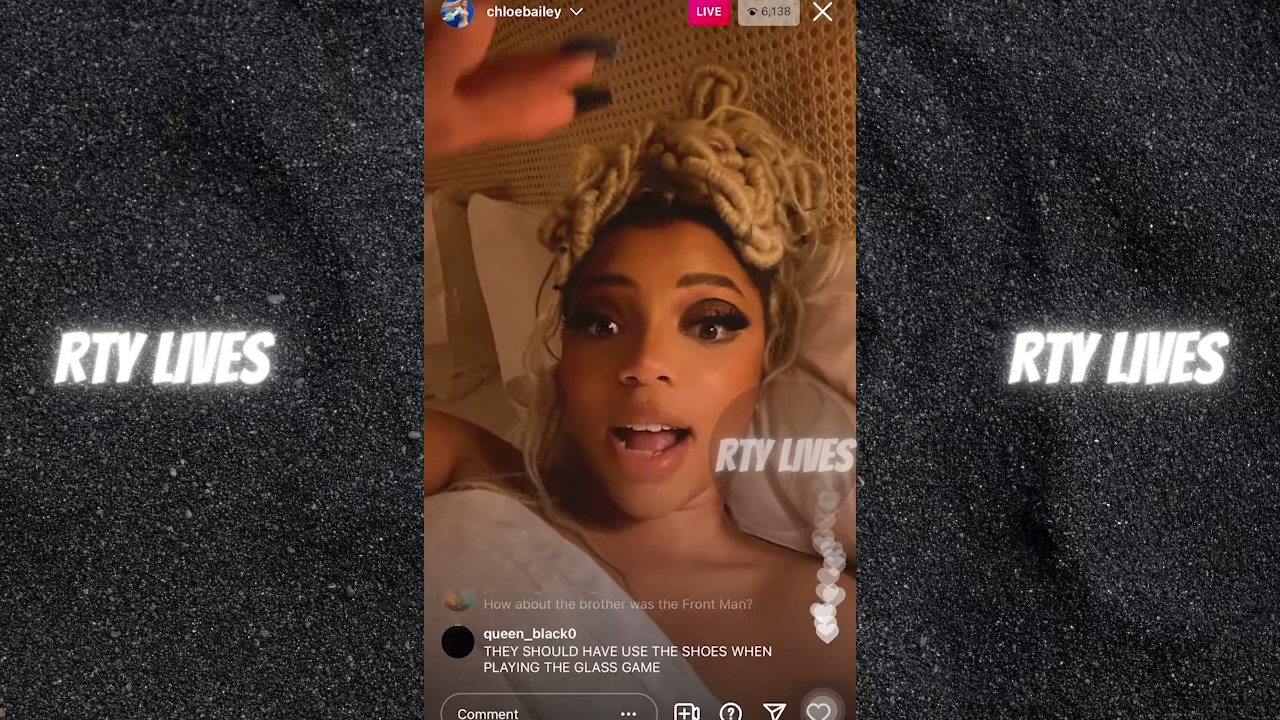 chloebailey
LIVE
6,138
RTY LIVES
RTY LIVES
RTY LIVES
How about the brother was the Front Man?
queen_black0
THEY SHOULD HAVE USE THE SHOES WHEN
PLAYING THE GLASS GAME
Comment